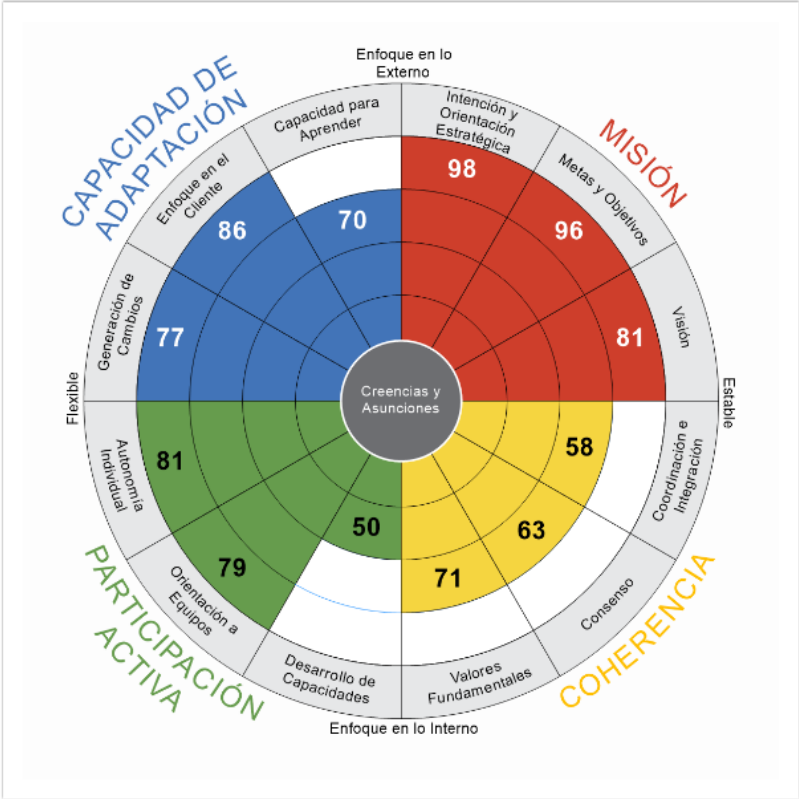 Enfoque en lo
Externo
CAPACIDAD DE
ADAPTACIÓN
MISIÓN
Capacidad para
Aprender
Intención y
Orientación
Estratégica
Enfoque en el
Cliente
Metas y Objetivos
Generación de
Cambios
Visión
98
96
81
70
86
77
Creencias y
Asunciones
Flexible
Estable
Autonomía
Individual
81
79
50
58
63
71
Coordinación e
Integración
Orientación a
Equipos
Consenso
Desarrollo de
Capacidades
Valores
Fundamentales
PARTICIPACIÓN
ACTIVA
COHERENCIA
Enfoque en lo Interno